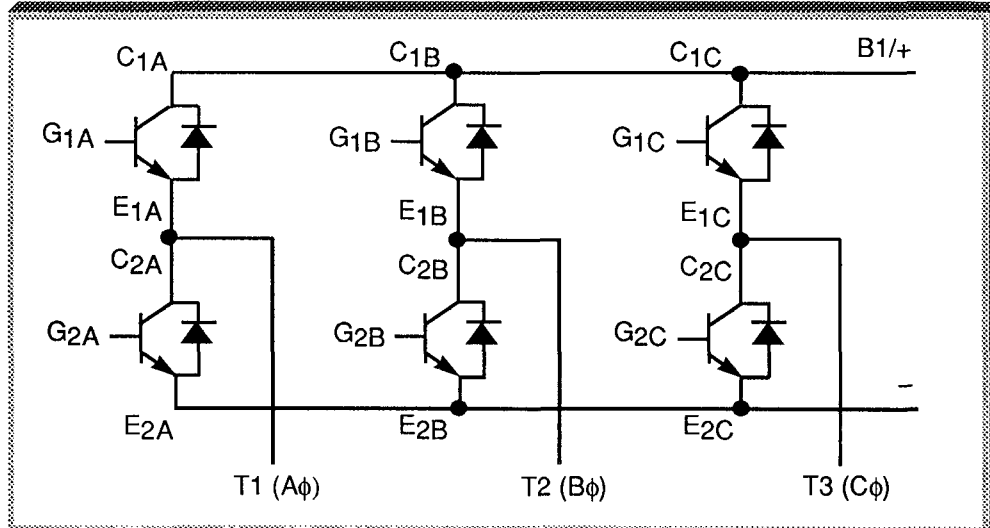 C1A C1B C1C B1/+
G1A G1B G1C
E1A E1B E1C
C2A C2B C2C
G2A G2B G2C
–
E2A E2B E2C
T1 (Aϕ) T2 (Bϕ) T3 (Cϕ)